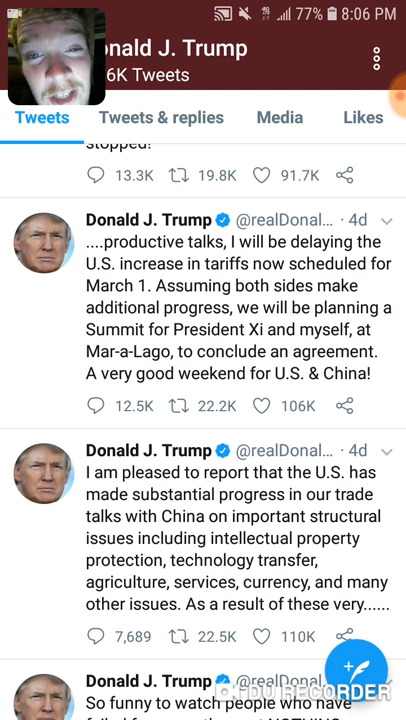 77% 8:06 PM
onald J. Trump
6K Tweets
Tweets Tweets & replies Media Likes
stopped!
13.3K 19.8K 91.7K
Donald J. Trump @realDonal... · 4d
....productive talks, I will be delaying the
U.S. increase in tariffs now scheduled for
March 1. Assuming both sides make
additional progress, we will be planning a
Summit for President Xi and myself, at
Mar-a-Lago, to conclude an agreement.
A very good weekend for U.S. & China!
12.5K 22.2K 106K
Donald J. Trump @realDonal... · 4d
I am pleased to report that the U.S. has
made substantial progress in our trade
talks with China on important structural
issues including intellectual property
protection, technology transfer,
agriculture, services, currency, and many
other issues. As a result of these very......
7,689 22.5K 110K
Donald J. Trump @realDonal... 4d
So funny to watch people who have
DU RECORDER